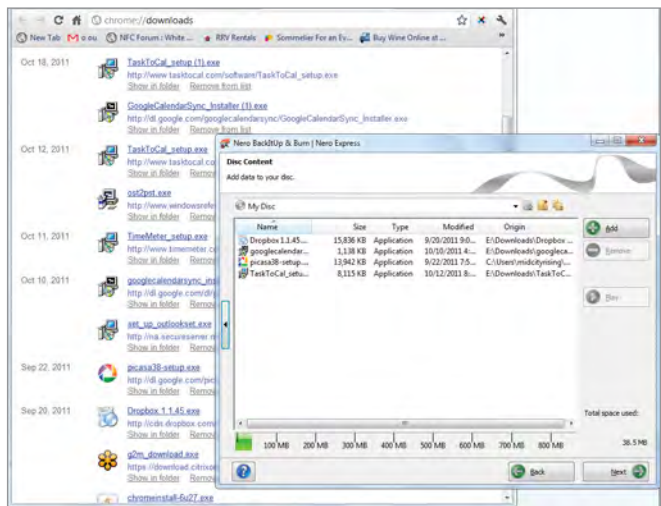 chrome://downloads
New Tab
NFC Forum : White ...
RRV Rentals
Sommelier For an Ev...
Buy Wine Online at ...
Oct 18, 2011
TaskToCal_setup (1).exe
http://www.tasktocal.com/software/TaskToCal_setup.exe
Show in folder Remove from list
GoogleCalendarSync_Installer (1).exe
http://dl.google.com/googlecalendarsync/GoogleCalendarSync_Installer.exe
Show in folder Remove from list
Oct 12, 2011
TaskToCal_setup.exe
http://www.tasktocal.co
Show in folder Remov
ost2pst.exe
http://www.windowsrefe
Show in folder Remov
Oct 11, 2011
TimeMeter_setup.exe
http://www.timemeter.c
Show in folder Remov
Oct 10, 2011
googlecalendarsync_ins
http://dl.google.com/dl/
Show in folder Remov
set_up_outlookset.exe
http://na.secureserver.n
Show in folder Remov
Sep 22, 2011
picasa38-setup.exe
http://dl.google.com/pic
Show in folder Remov
Sep 20, 2011
Dropbox 1.1.45.exe
http://cdn.dropbox.com
Show in folder Remov
g2m_download.exe
https://download.citrixor
Show in folder Remov
chromeinstall-6u27.exe
Nero BackItUp & Burn | Nero Express
Disc Content
Add data to your disc.
My Disc
Name Size Type Modified Origin
Dropbox 1.1.45.... 15,836 KB Application 9/20/2011 9:0... E:\Downloads\Dropbox ...
googlecalendar... 1,138 KB Application 10/10/2011 4:... E:\Downloads\googleca...
picasa38-setup.... 13,942 KB Application 9/22/2011 7:5... C:\Users\midcityrising\...
TaskToCal_setu... 8,115 KB Application 10/12/2011 8:... E:\Downloads\TaskToC...
Add
Remove
Play
Total space used:
100 MB 200 MB 300 MB 400 MB 500 MB 600 MB 700 MB 800 MB
38.5 MB
Back
Next